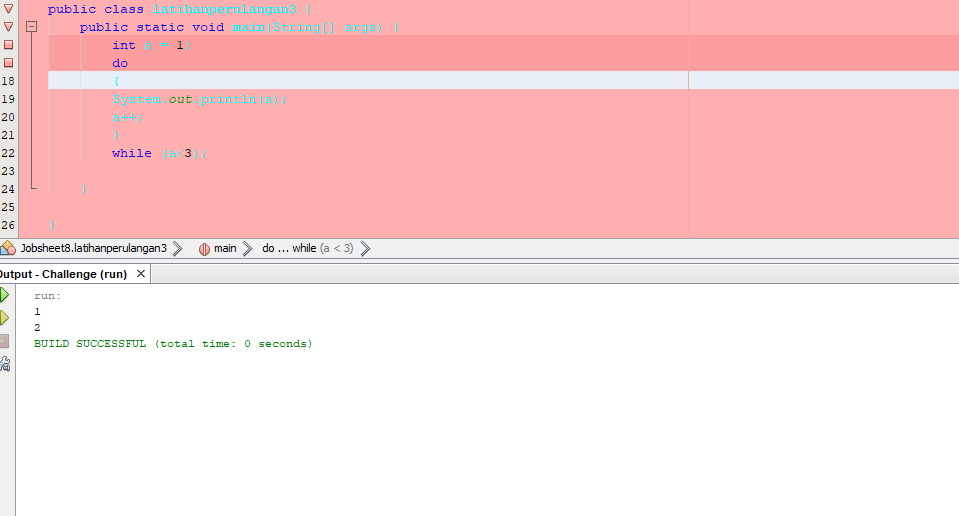 public class latihanperulangan3 {
public static void main(String[] args) {
int a = 1;
do
18 {
19 System.out.println(a);
20 a++;
21 }
22 while (a<3);
23
24 }
25
26 }
Jobsheet8.latihanperulangan3 main do ... while (a < 3)
Output - Challenge (run) ×
run:
1
2
BUILD SUCCESSFUL (total time: 0 seconds)